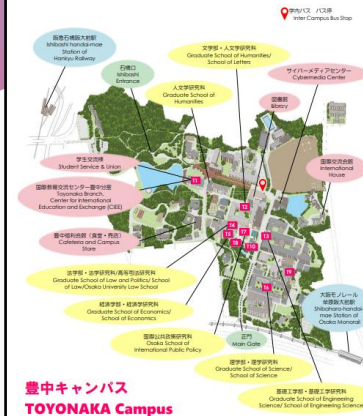 学内バス バス停
Inter Campus Bus Stop
阪急石橋阪大前駅
Ishibashi handai-mae
Station of
Hankyu Railway
石橋口
Ishibashi
Entrance
文学部・人文学研究科
Graduate School of Humanities/
School of Letters
人文学研究科
Graduate School of
Humanities
サイバーメディアセンター
Cybermedia Center
図書館
Library
学生交流棟
Student Service & Union
国際教育交流センター豊中分室
Toyonaka Branch,
Center for International
Education and Exchange (CIEE)
国際交流会館
International
House
豊中福利会館(食堂・売店)
Cafeteria and Campus
Store
法学部・法学研究科/高等司法研究科
Graduate School of Law and Politics/ School
of Law/Osaka University Law School
経済学部・経済学研究科
Graduate School of Economics/
School of Economics
国際公共政策研究科
Osaka School of
International Public Policy
正門
Main Gate
理学部・理学研究科
Graduate School of Science/
School of Science
基礎工学部・基礎工学研究科
Graduate School of Engineering
Science/ School of Engineering Science
大阪モノレール
柴原阪大前駅
Shibahara-handai-
mae Station of
Osaka Monorail
T1
T2
T4
T5
T7
T3
T8
T10
T9
T6
豊中キャンパス
TOYONAKA Campus